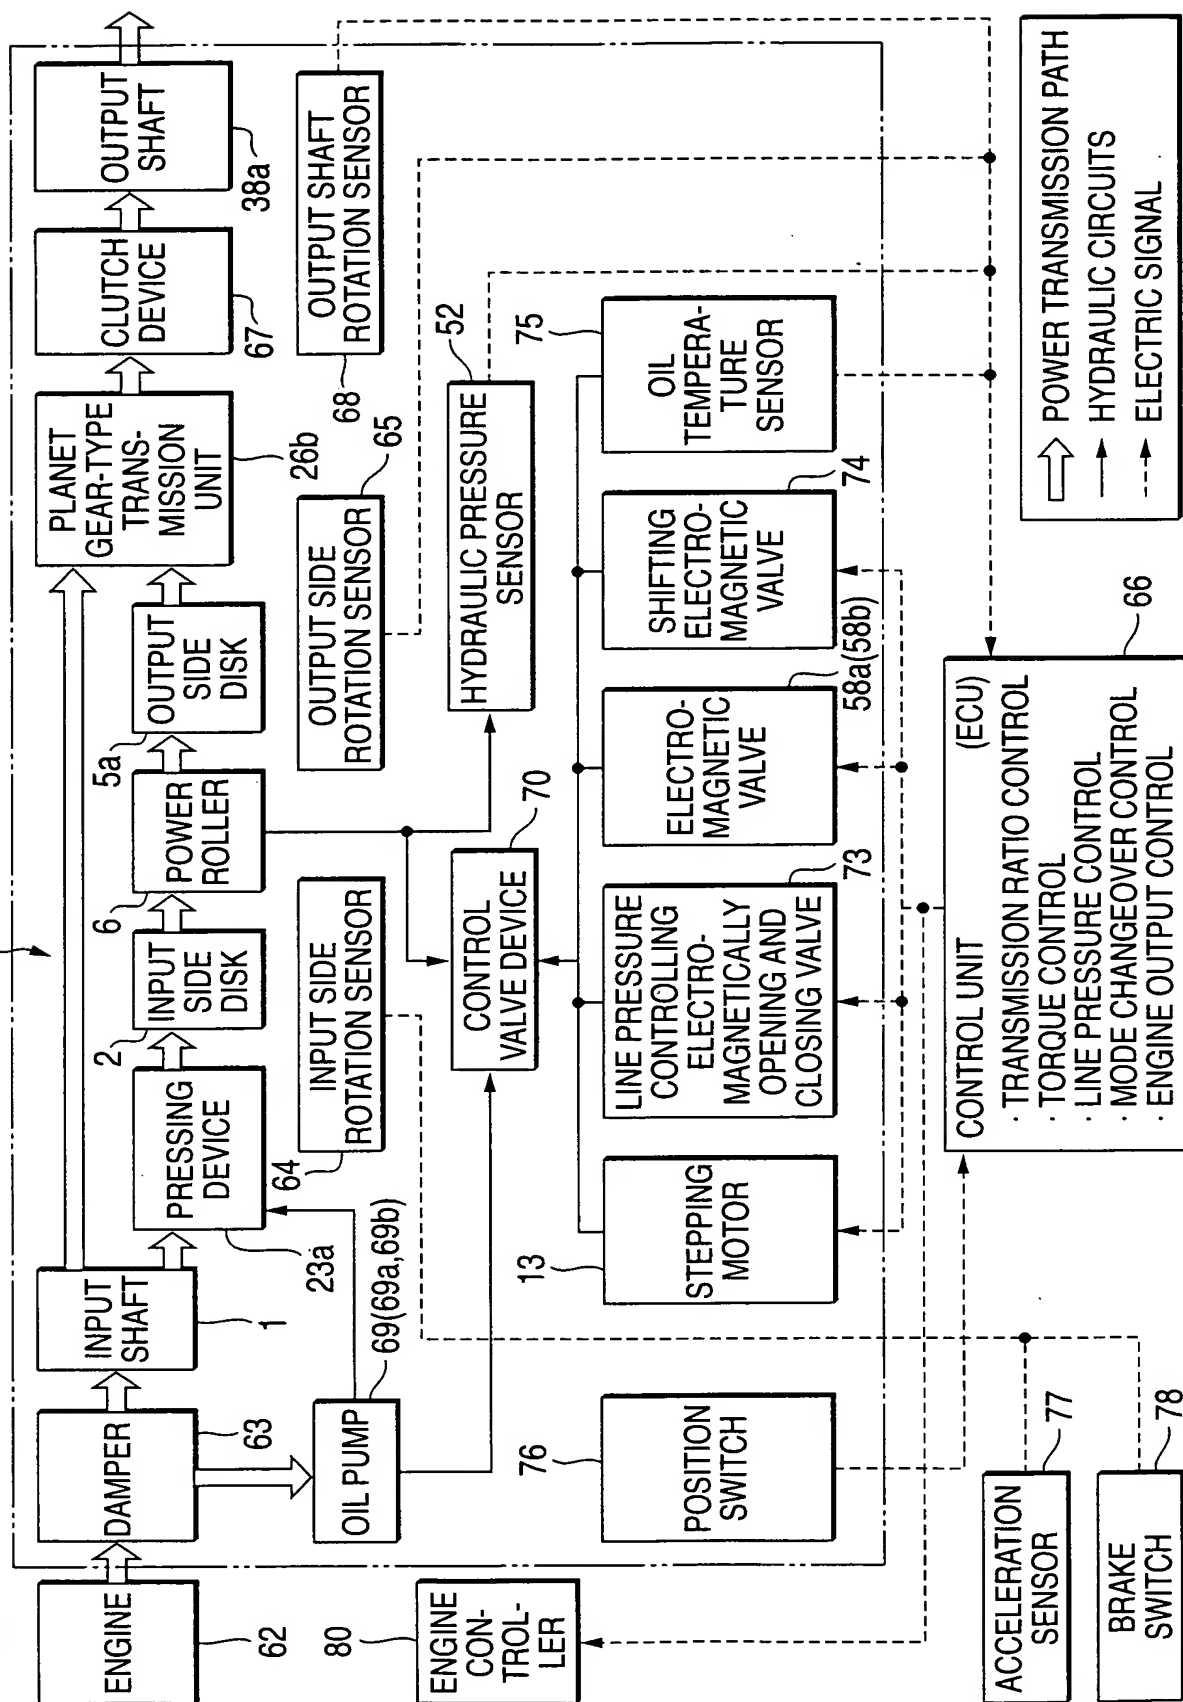 ENGINE
62
DAMPER
63
INPUT
SHAFT
1
PRESSING
DEVICE
23a
INPUT
SIDE
DISK
2
POWER
ROLLER
6
OUTPUT
SIDE
DISK
5a
PLANET
GEAR-TYPE
TRANS-
MISSION
UNIT
26b
CLUTCH
DEVICE
67
OUTPUT
SHAFT
38a
OIL PUMP
69(69a,69b)
INPUT SIDE
ROTATION SENSOR
64
OUTPUT SIDE
ROTATION SENSOR
65
OUTPUT SHAFT
ROTATION SENSOR
68
ENGINE
CON-
TROL-
LER
80
CONTROL
VALVE DEVICE
70
HYDRAULIC PRESSURE
SENSOR
52
POSITION
SWITCH
76
STEPPING
MOTOR
13
LINE PRESSURE
CONTROLLING
ELECTRO-
MAGNETICALLY
OPENING AND
CLOSING VALVE
73
ELECTRO-
MAGNETIC
VALVE
58a(58b)
SHIFTING
ELECTRO-
MAGNETIC
VALVE
74
OIL
TEMPERA-
TURE
SENSOR
75
ACCELERATION
SENSOR
77
BRAKE
SWITCH
78
CONTROL UNIT (ECU)
· TRANSMISSION RATIO CONTROL
· TORQUE CONTROL
· LINE PRESSURE CONTROL
· MODE CHANGEOVER CONTROL
· ENGINE OUTPUT CONTROL
66
POWER TRANSMISSION PATH
HYDRAULIC CIRCUITS
ELECTRIC SIGNAL